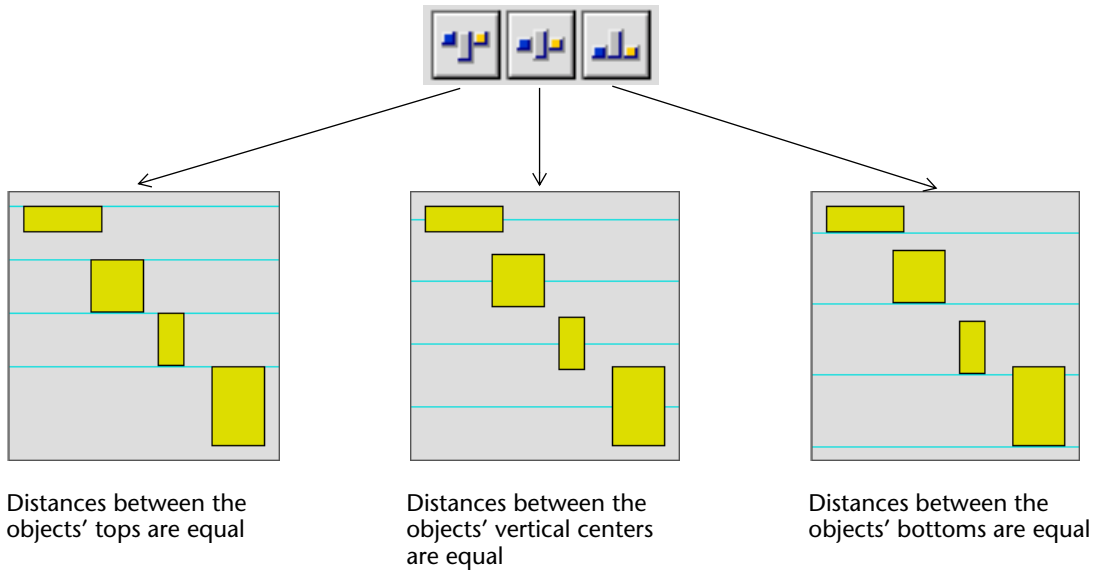 Distances between the
objects’ tops are equal
Distances between the
objects’ vertical centers
are equal
Distances between the
objects’ bottoms are equal